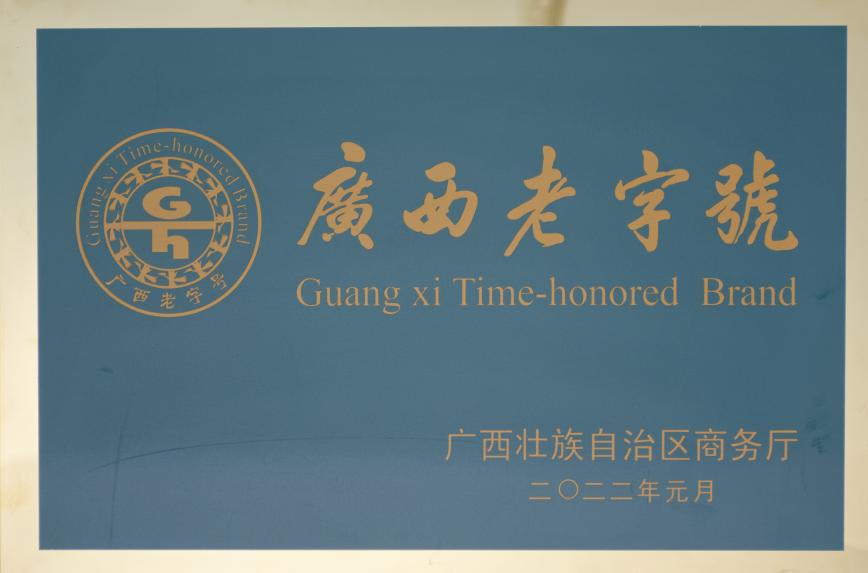 Guang xi Time-honored Brand
G
h
广西老字号
廣西老字號
Guang xi Time-honored Brand
广西壮族自治区商务厅
二〇二二年元月